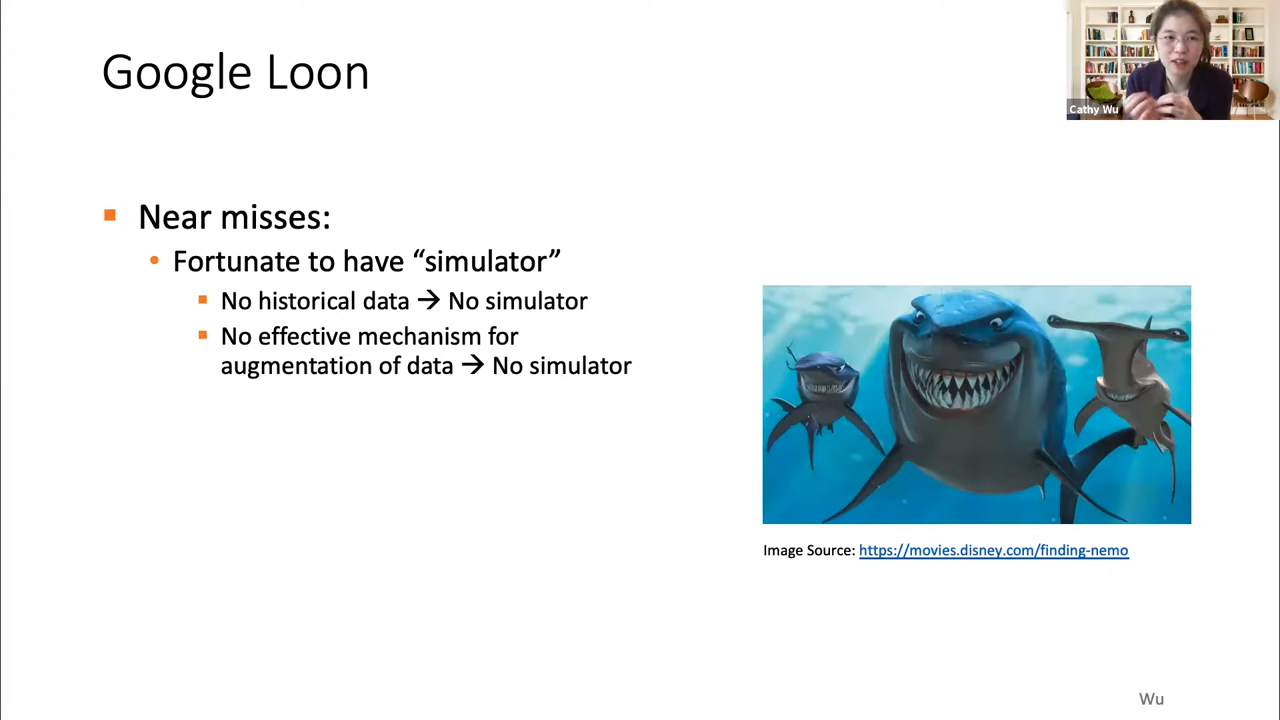 Google Loon
Cathy Wu
Near misses:
Fortunate to have “simulator”
No historical data → No simulator
No effective mechanism for
augmentation of data → No simulator
Image Source: https://movies.disney.com/finding-nemo
Wu